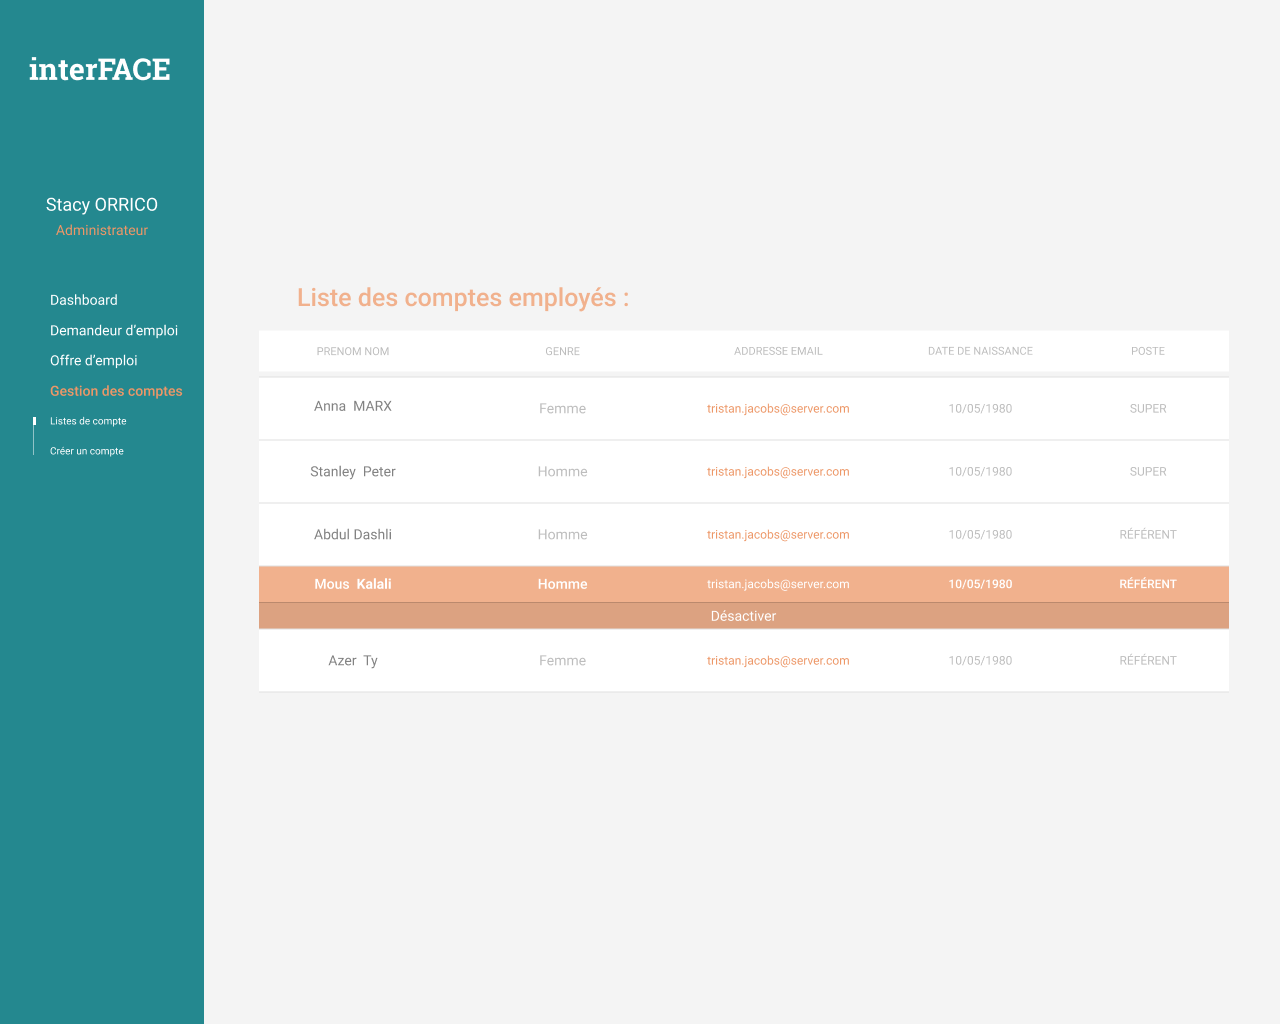 interFACE
Stacy ORRICO
Administrateur
Dashboard
Demandeur d’emploi
Offre d’emploi
Gestion des comptes
Listes de compte
Créer un compte
Liste des comptes employés :
PRENOM NOM GENRE ADDRESSE EMAIL DATE DE NAISSANCE POSTE
Anna MARX Femme tristan.jacobs@server.com 10/05/1980 SUPER
Stanley Peter Homme tristan.jacobs@server.com 10/05/1980 SUPER
Abdul Dashli Homme tristan.jacobs@server.com 10/05/1980 RÉFÉRENT
Mous Kalali Homme tristan.jacobs@server.com 10/05/1980 RÉFÉRENT
Désactiver
Azer Ty Femme tristan.jacobs@server.com 10/05/1980 RÉFÉRENT